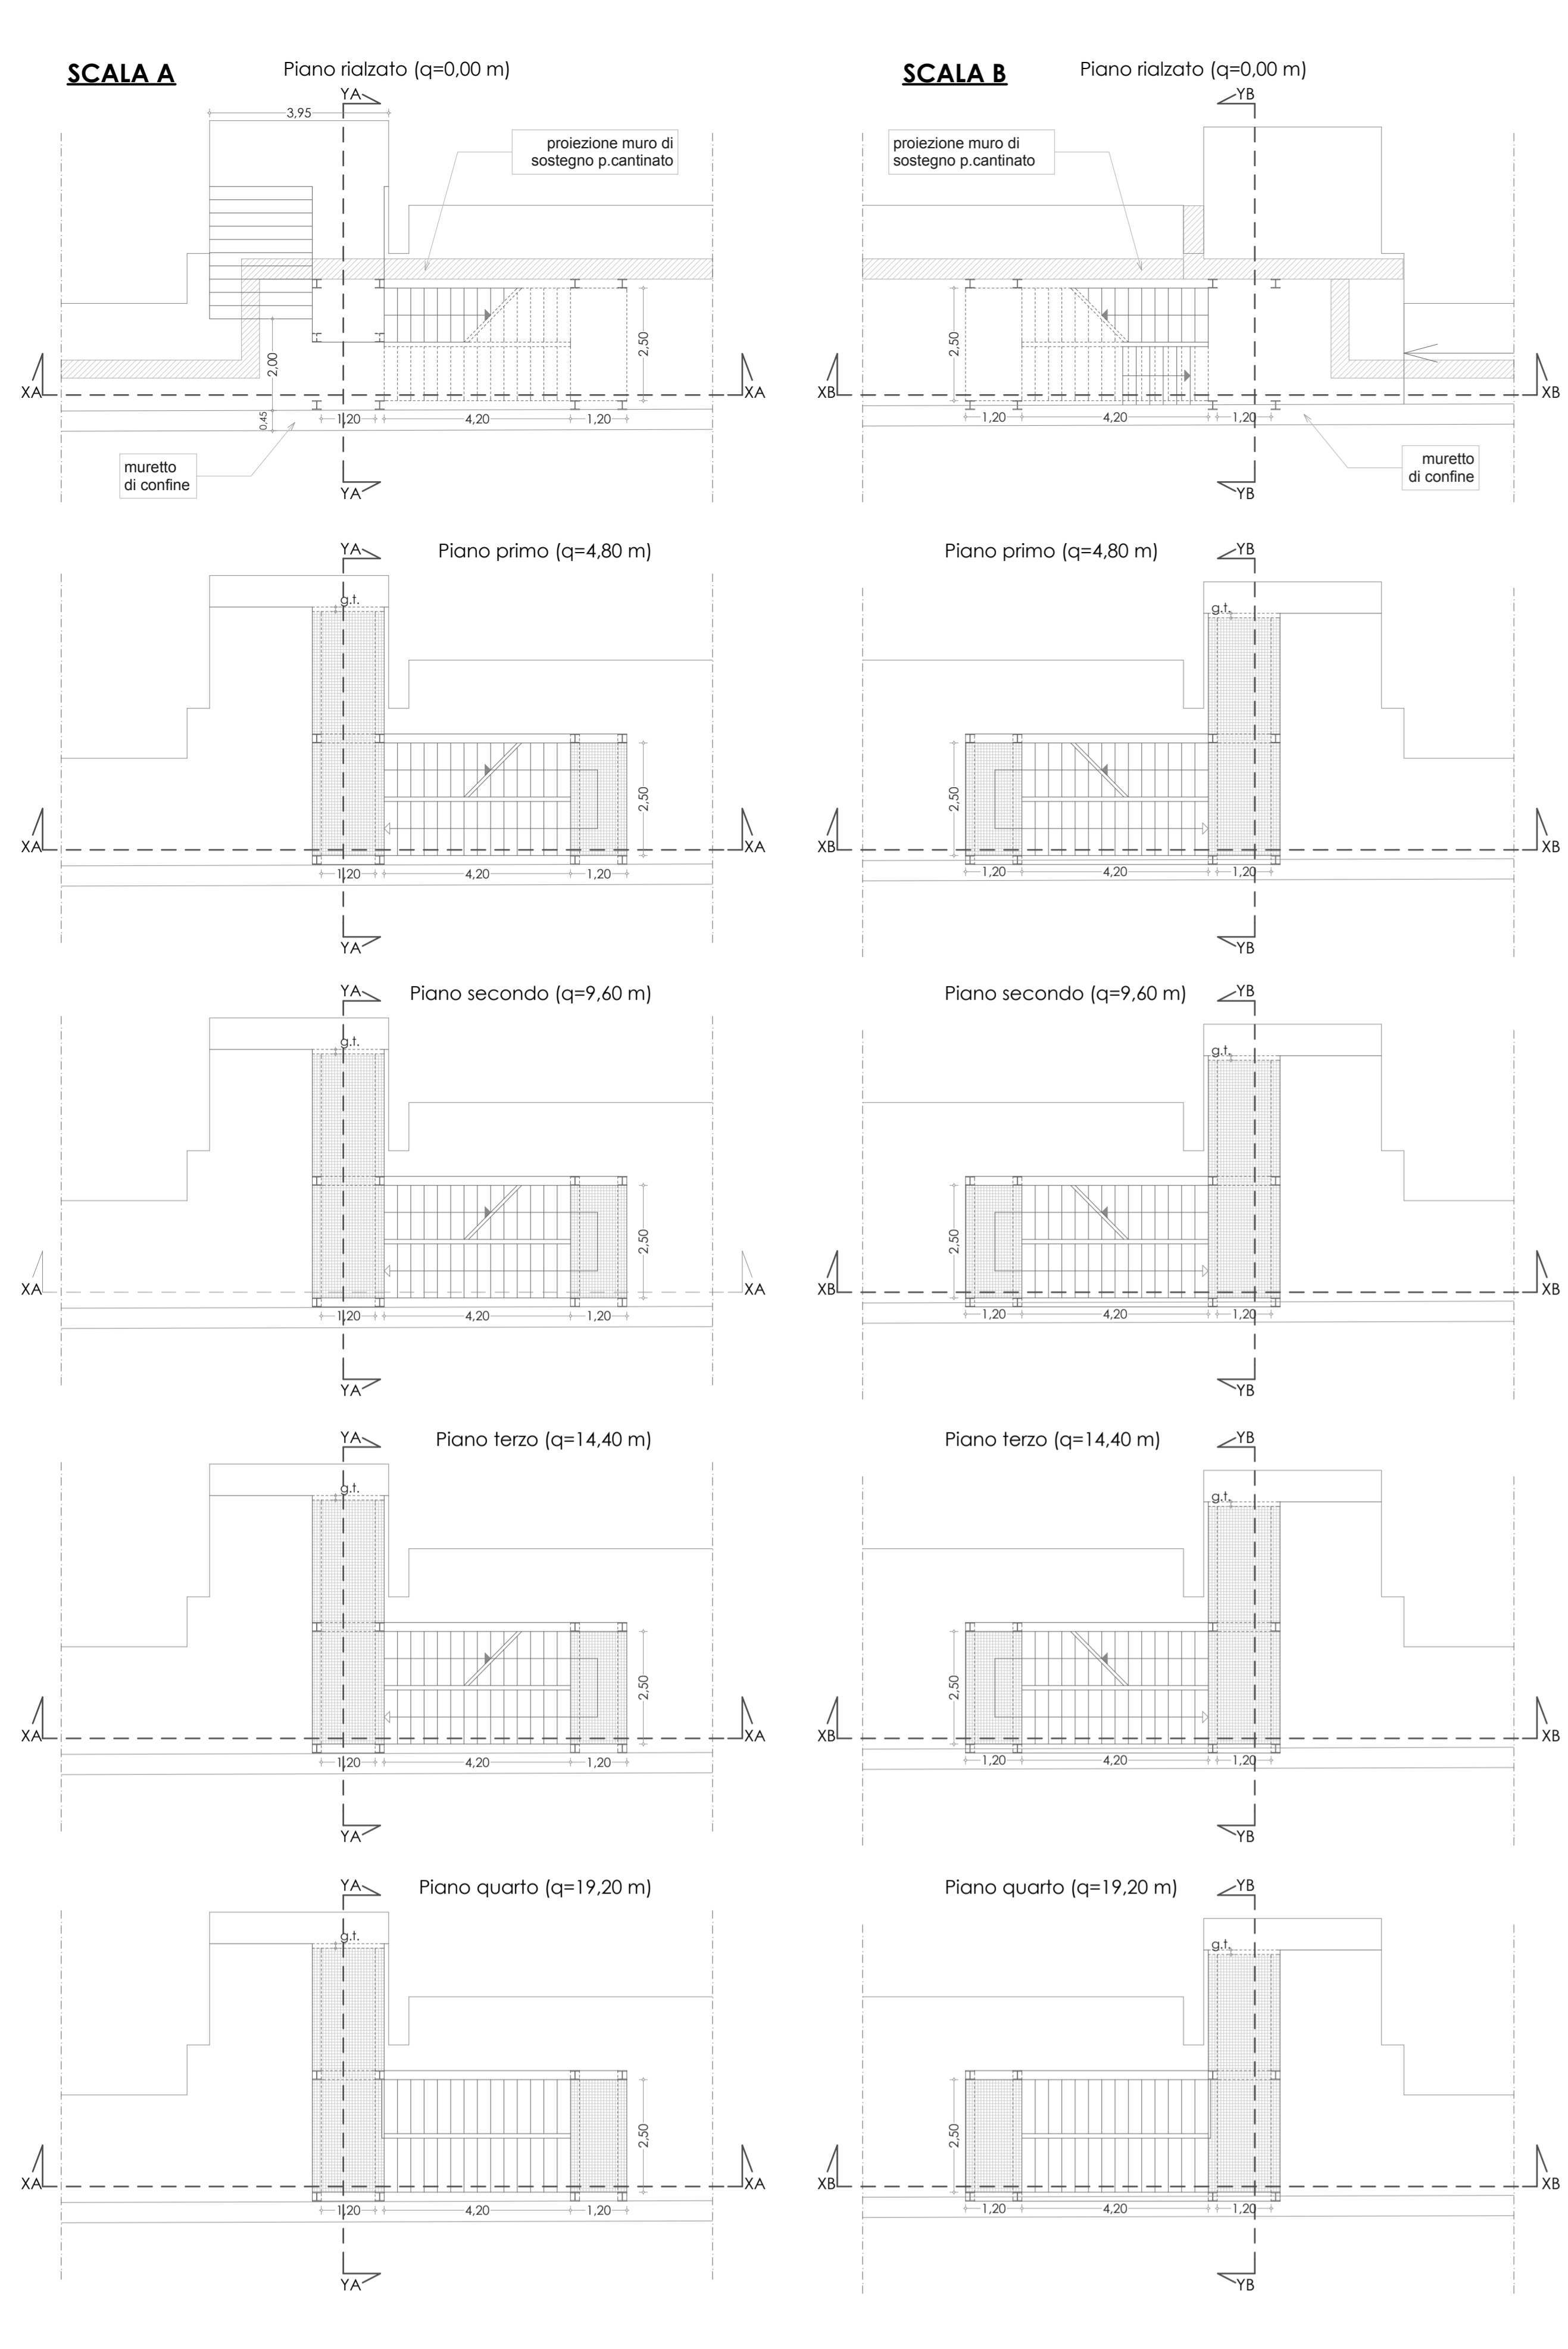 SCALA A
Piano rialzato (q=0,00 m)
YA
3,95
proiezione muro di
sostegno p.cantinato
2,50
2,00
XA
XA
0,45
1,20
4,20
1,20
muretto
di confine
YA
SCALA B
Piano rialzato (q=0,00 m)
YB
proiezione muro di
sostegno p.cantinato
2,50
XB
XB
1,20
4,20
1,20
muretto
di confine
YB
YA
Piano primo (q=4,80 m)
g.t.
2,50
XA
XA
1,20
4,20
1,20
YA
Piano primo (q=4,80 m)
YB
g.t.
2,50
XB
XB
1,20
4,20
1,20
YB
YA
Piano secondo (q=9,60 m)
g.t.
2,50
XA
XA
1,20
4,20
1,20
YA
Piano secondo (q=9,60 m)
YB
g.t.
2,50
XB
XB
1,20
4,20
1,20
YB
YA
Piano terzo (q=14,40 m)
g.t.
2,50
XA
XA
1,20
4,20
1,20
YA
Piano terzo (q=14,40 m)
YB
g.t.
2,50
XB
XB
1,20
4,20
1,20
YB
YA
Piano quarto (q=19,20 m)
g.t.
2,50
XA
XA
1,20
4,20
1,20
YA
Piano quarto (q=19,20 m)
YB
g.t.
2,50
XB
XB
1,20
4,20
1,20
YB